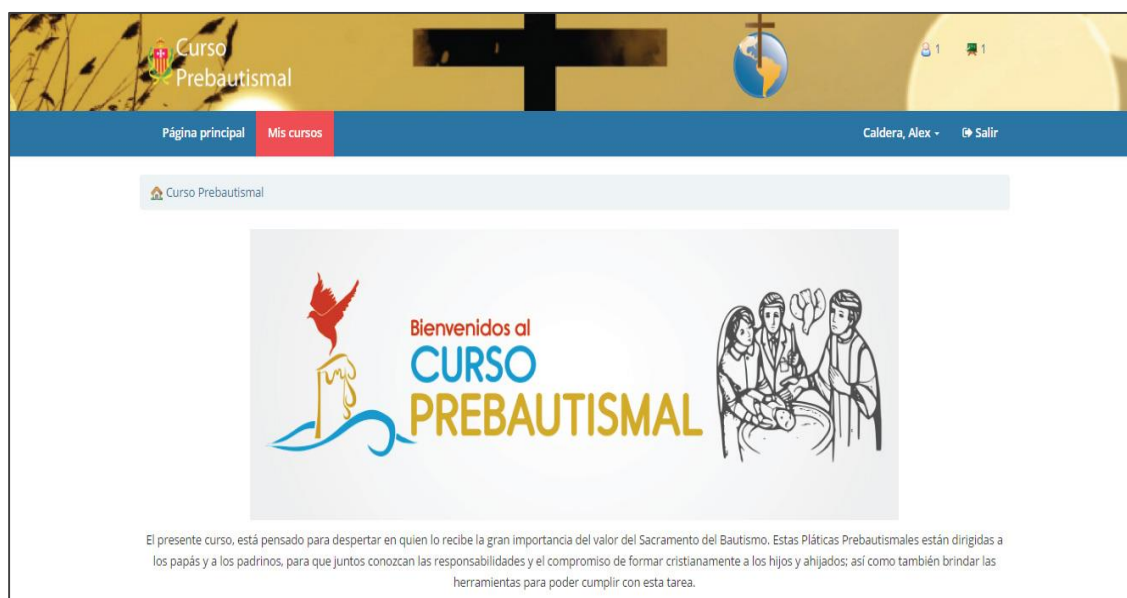 Curso
Prebautismal
1
1
Página principal
Mis cursos
Caldera, Alex
Salir
Curso Prebautismal
Bienvenidos al
CURSO
PREBAUTISMAL
El presente curso, está pensado para despertar en quien lo recibe la gran importancia del valor del Sacramento del Bautismo. Estas Pláticas Prebautismales están dirigidas a
los papás y a los padrinos, para que juntos conozcan las responsabilidades y el compromiso de formar cristianamente a los hijos y ahijados; así como también brindar las
herramientas para poder cumplir con esta tarea.